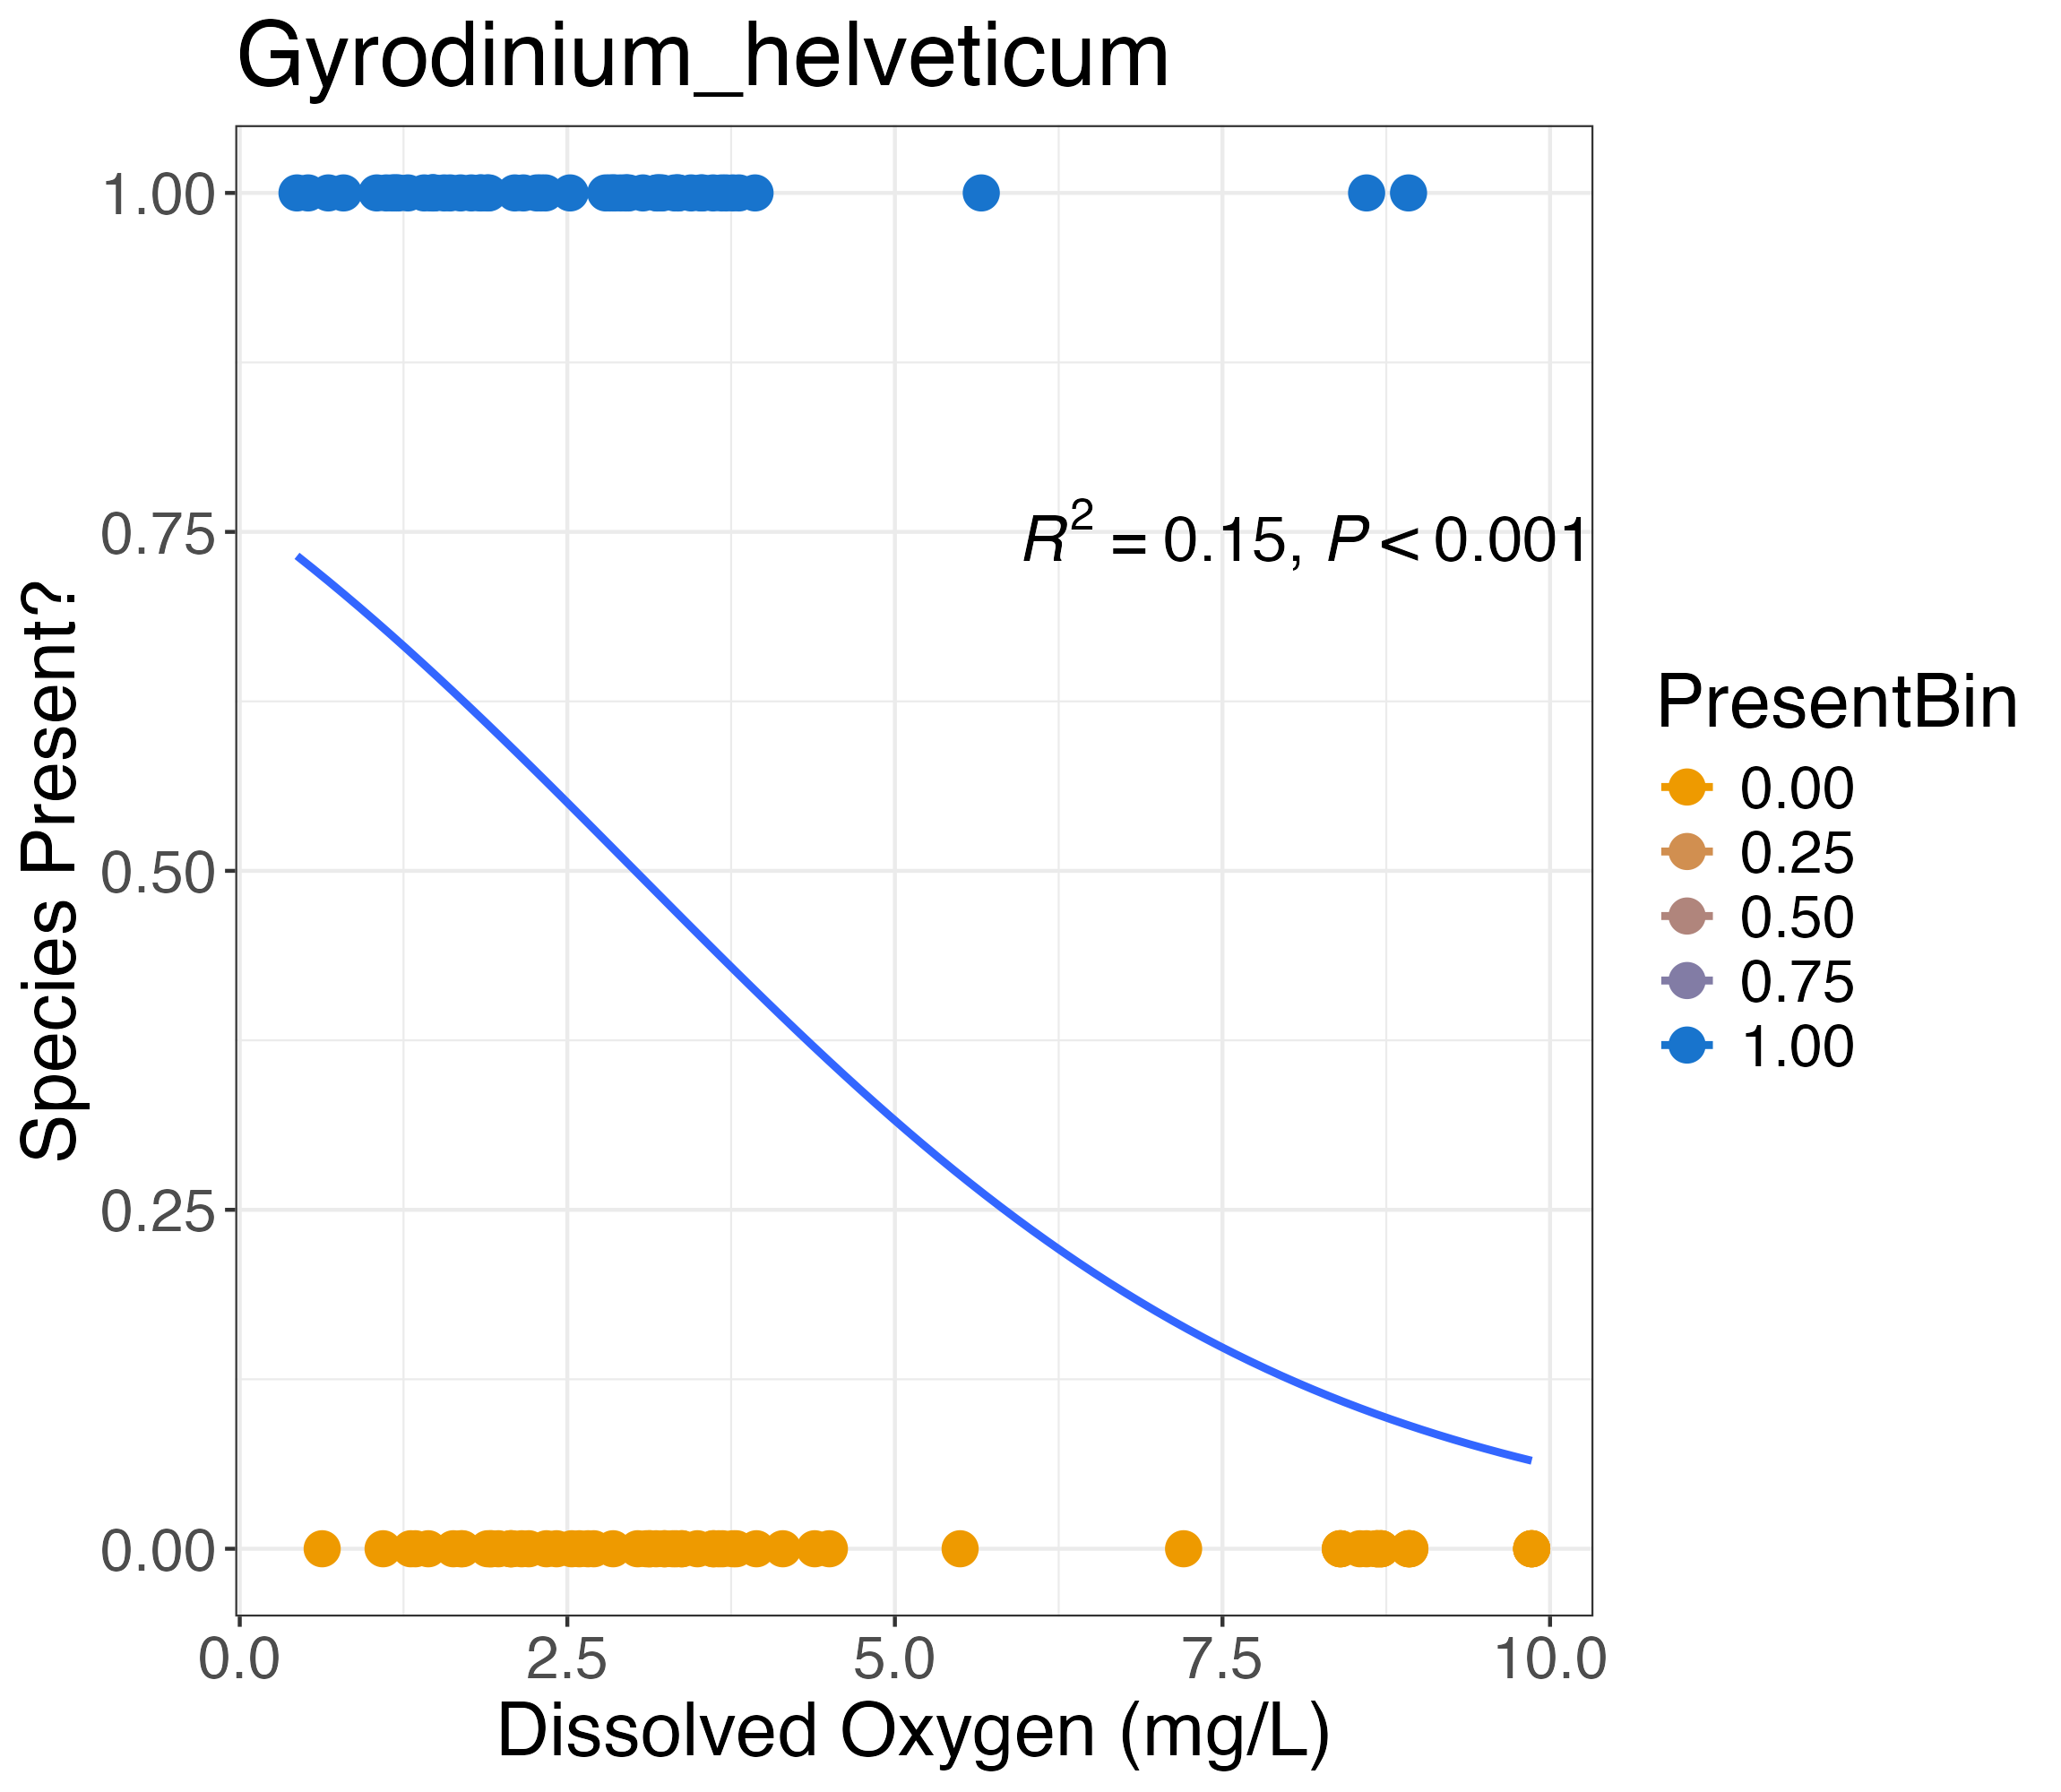 Gyrodinium_helveticum
1.00
0.75
0.50
0.25
0.00
Species Present?
R² = 0.15, P < 0.001
0.0 2.5 5.0 7.5 10.0
Dissolved Oxygen (mg/L)
PresentBin
0.00
0.25
0.50
0.75
1.00